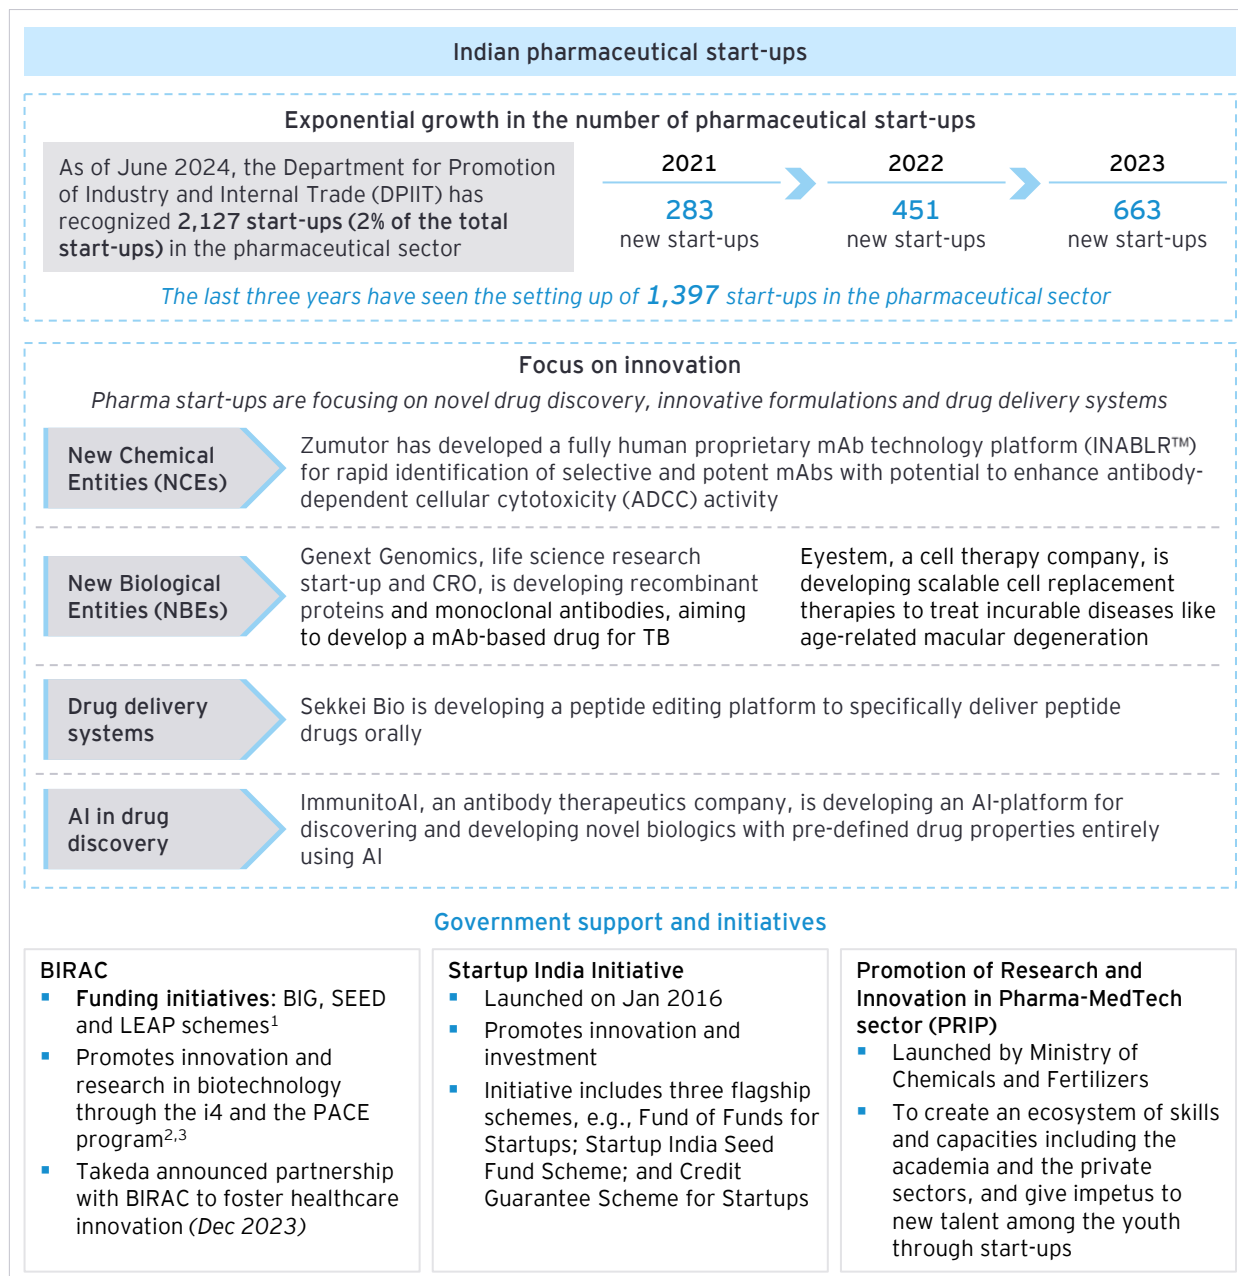 Indian pharmaceutical start-ups
Exponential growth in the number of pharmaceutical start-ups
As of June 2024, the Department for Promotion
of Industry and Internal Trade (DPIIT) has
recognized 2,127 start-ups (2% of the total
start-ups) in the pharmaceutical sector
2021
283
new start-ups
2022
451
new start-ups
2023
663
new start-ups
The last three years have seen the setting up of 1,397 start-ups in the pharmaceutical sector
Focus on innovation
Pharma start-ups are focusing on novel drug discovery, innovative formulations and drug delivery systems
New Chemical
Entities (NCEs)
Zumutor has developed a fully human proprietary mAb technology platform (INABLR™)
for rapid identification of selective and potent mAbs with potential to enhance antibody-
dependent cellular cytotoxicity (ADCC) activity
New Biological
Entities (NBEs)
Genext Genomics, life science research
start-up and CRO, is developing recombinant
proteins and monoclonal antibodies, aiming
to develop a mAb-based drug for TB
Eyestem, a cell therapy company, is
developing scalable cell replacement
therapies to treat incurable diseases like
age-related macular degeneration
Drug delivery
systems
Sekkei Bio is developing a peptide editing platform to specifically deliver peptide
drugs orally
AI in drug
discovery
ImmunitoAI, an antibody therapeutics company, is developing an AI-platform for
discovering and developing novel biologics with pre-defined drug properties entirely
using AI
Government support and initiatives
BIRAC
▪ Funding initiatives: BIG, SEED
and LEAP schemes¹
▪ Promotes innovation and
research in biotechnology
through the i4 and the PACE
program²,³
▪ Takeda announced partnership
with BIRAC to foster healthcare
innovation (Dec 2023)
Startup India Initiative
▪ Launched on Jan 2016
▪ Promotes innovation and
investment
▪ Initiative includes three flagship
schemes, e.g., Fund of Funds for
Startups; Startup India Seed
Fund Scheme; and Credit
Guarantee Scheme for Startups
Promotion of Research and
Innovation in Pharma-MedTech
sector (PRIP)
▪ Launched by Ministry of
Chemicals and Fertilizers
▪ To create an ecosystem of skills
and capacities including the
academia and the private
sectors, and give impetus to
new talent among the youth
through start-ups